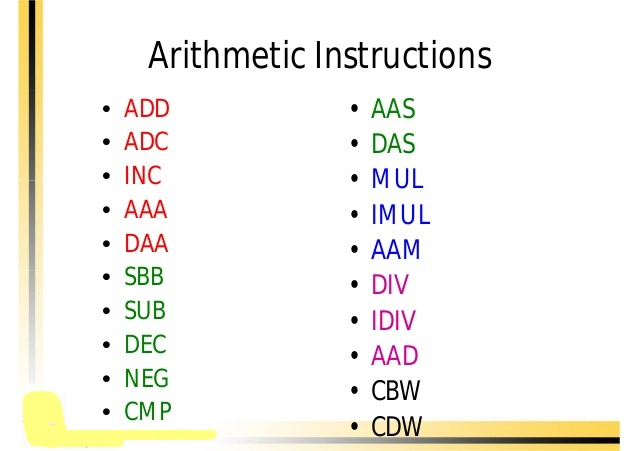 Arithmetic Instructions
• ADD
• ADC
• INC
• AAA
• DAA
• SBB
• SUB
• DEC
• NEG
• CMP
• AAS
• DAS
• MUL
• IMUL
• AAM
• DIV
• IDIV
• AAD
• CBW
• CDW